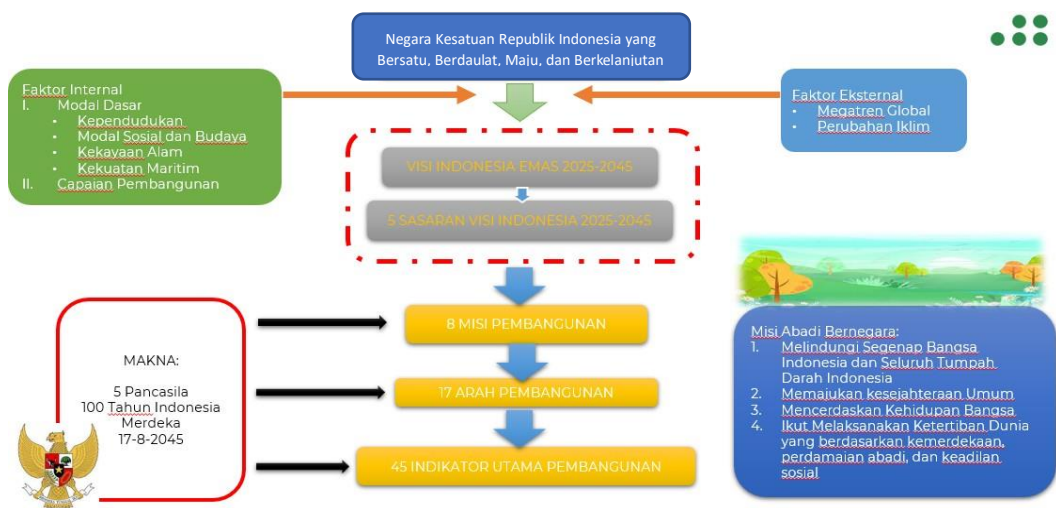 Negara Kesatuan Republik Indonesia yang
Bersatu, Berdaulat, Maju, dan Berkelanjutan
Faktor Internal
I. Modal Dasar
• Kependudukan
• Modal Sosial dan Budaya
• Kekayaan Alam
• Kekuatan Maritim
II. Capaian Pembangunan
Faktor Eksternal
• Megatren Global
• Perubahan Iklim
VISI INDONESIA EMAS 2025-2045
5 SASARAN VISI INDONESIA 2025-2045
8 MISI PEMBANGUNAN
17 ARAH PEMBANGUNAN
45 INDIKATOR UTAMA PEMBANGUNAN
MAKNA:
5 Pancasila
100 Tahun Indonesia
Merdeka
17-8-2045
Misi Abadi Bernegara:
1. Melindungi Segenap Bangsa
Indonesia dan Seluruh Tumpah
Darah Indonesia
2. Memajukan kesejahteraan Umum
3. Mencerdaskan Kehidupan Bangsa
4. Ikut Melaksanakan Ketertiban Dunia
yang berdasarkan kemerdekaan,
perdamaian abadi, dan keadilan
sosial